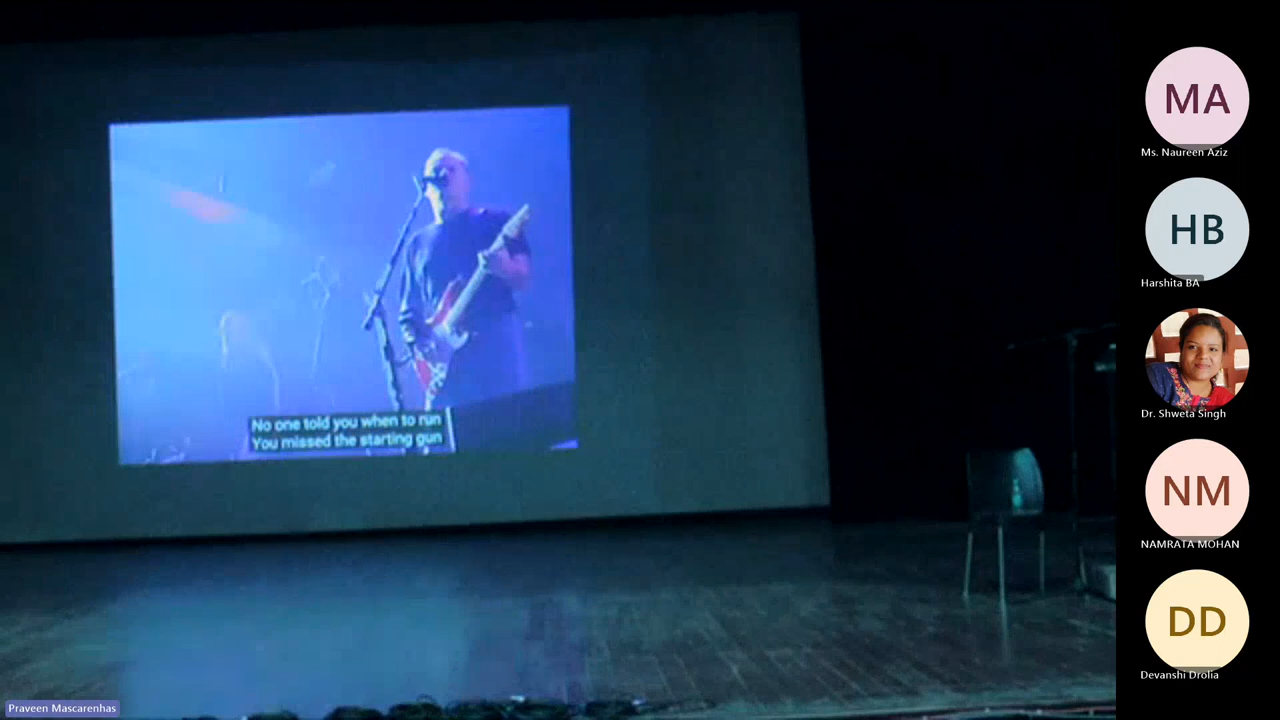 No one told you when to run
You missed the starting gun
MA
Ms. Naureen Aziz
HB
Harshita BA
Dr. Shweta Singh
NM
NAMRATA MOHAN
DD
Devanshi Drolia
Praveen Mascarenhas